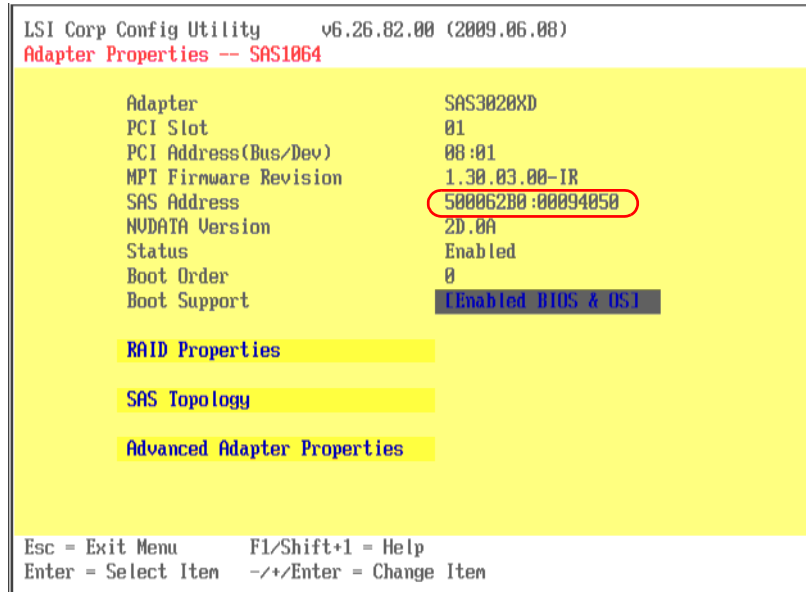 LSI Corp Config Utility v6.26.82.00 (2009.06.08)
Adapter Properties -- SAS1064
Adapter SAS3020XD
PCI Slot 01
PCI Address(Bus/Dev) 08:01
MPT Firmware Revision 1.30.03.00-IR
SAS Address 500062B0:00094050
NVDATA Version 2D.0A
Status Enabled
Boot Order 0
Boot Support [Enabled BIOS & OS]
RAID Properties
SAS Topology
Advanced Adapter Properties
Esc = Exit Menu F1/Shift+1 = Help
Enter = Select Item -/+/Enter = Change Item